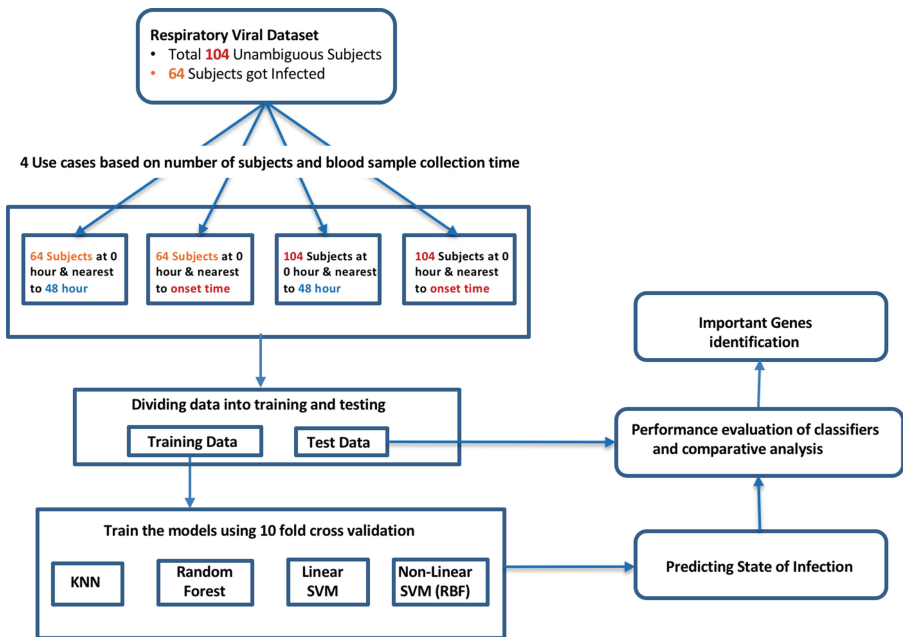 Respiratory Viral Dataset
• Total 104 Unambiguous Subjects
• 64 Subjects got Infected
4 Use cases based on number of subjects and blood sample collection time
64 Subjects at 0
hour & nearest
to 48 hour
64 Subjects at 0
hour & nearest
to onset time
104 Subjects at
0 hour & nearest
to 48 hour
104 Subjects at 0
hour & nearest
to onset time
Important Genes
identification
Dividing data into training and testing
Training Data
Test Data
Performance evaluation of classifiers
and comparative analysis
Train the models using 10 fold cross validation
KNN
Random
Forest
Linear
SVM
Non-Linear
SVM (RBF)
Predicting State of Infection